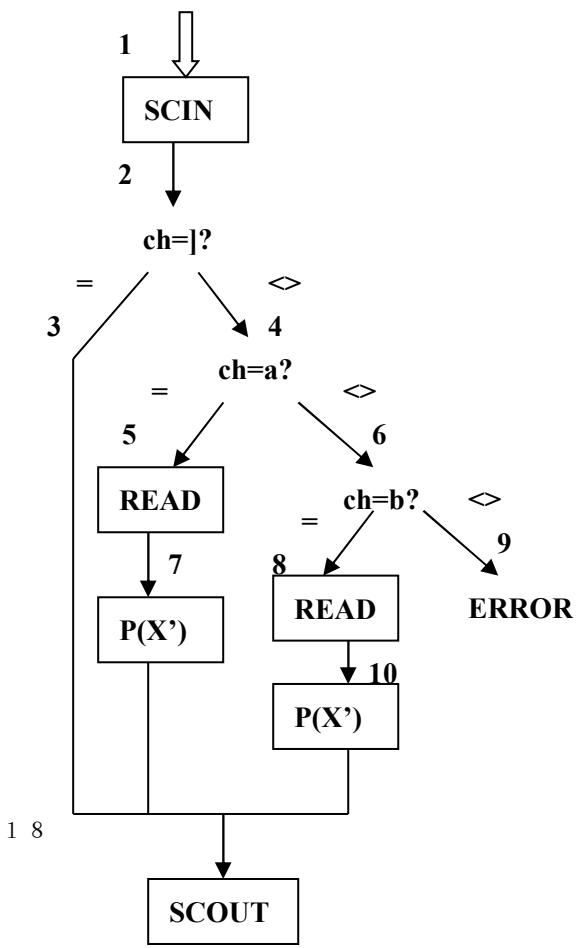 1
SCIN
2
ch=]?
= <>
3 4
ch=a?
= <>
5 6
READ ch=b? <>
= 9
7 8
READ ERROR
P(X’)
10
P(X’)
1 8
SCOUT